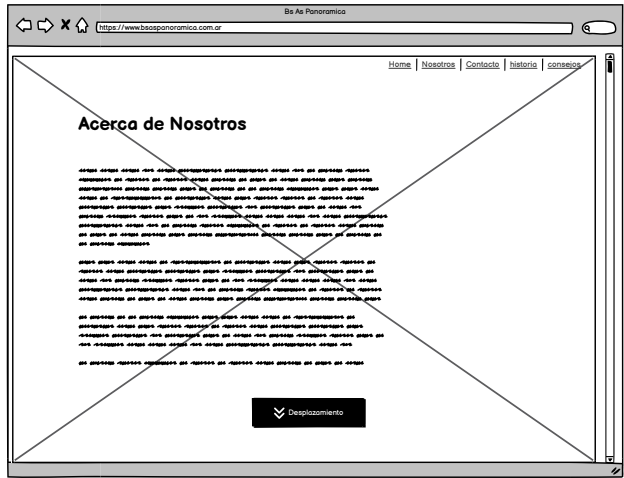 Bs As Panoramica
https://www.bsaspanoramica.com.ar
Home | Nosotros | Contacto | historia | consejos
Acerca de Nosotros
Desplazamiento